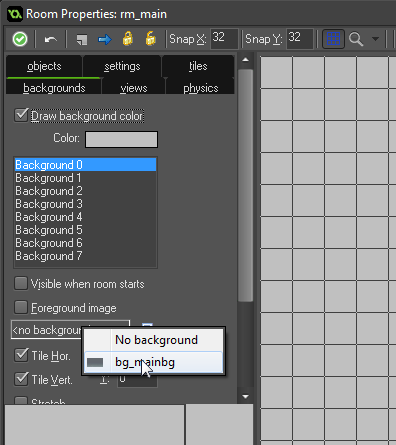 Room Properties: rm_main
Snap X: 32 Snap Y: 32
objects settings tiles
backgrounds views physics
Draw background color
Color:
Background 0
Background 1
Background 2
Background 3
Background 4
Background 5
Background 6
Background 7
Visible when room starts
Foreground image
<no background
No background
bg_mainbg
Tile Hor.
Tile Vert. Y: 0
Stretch